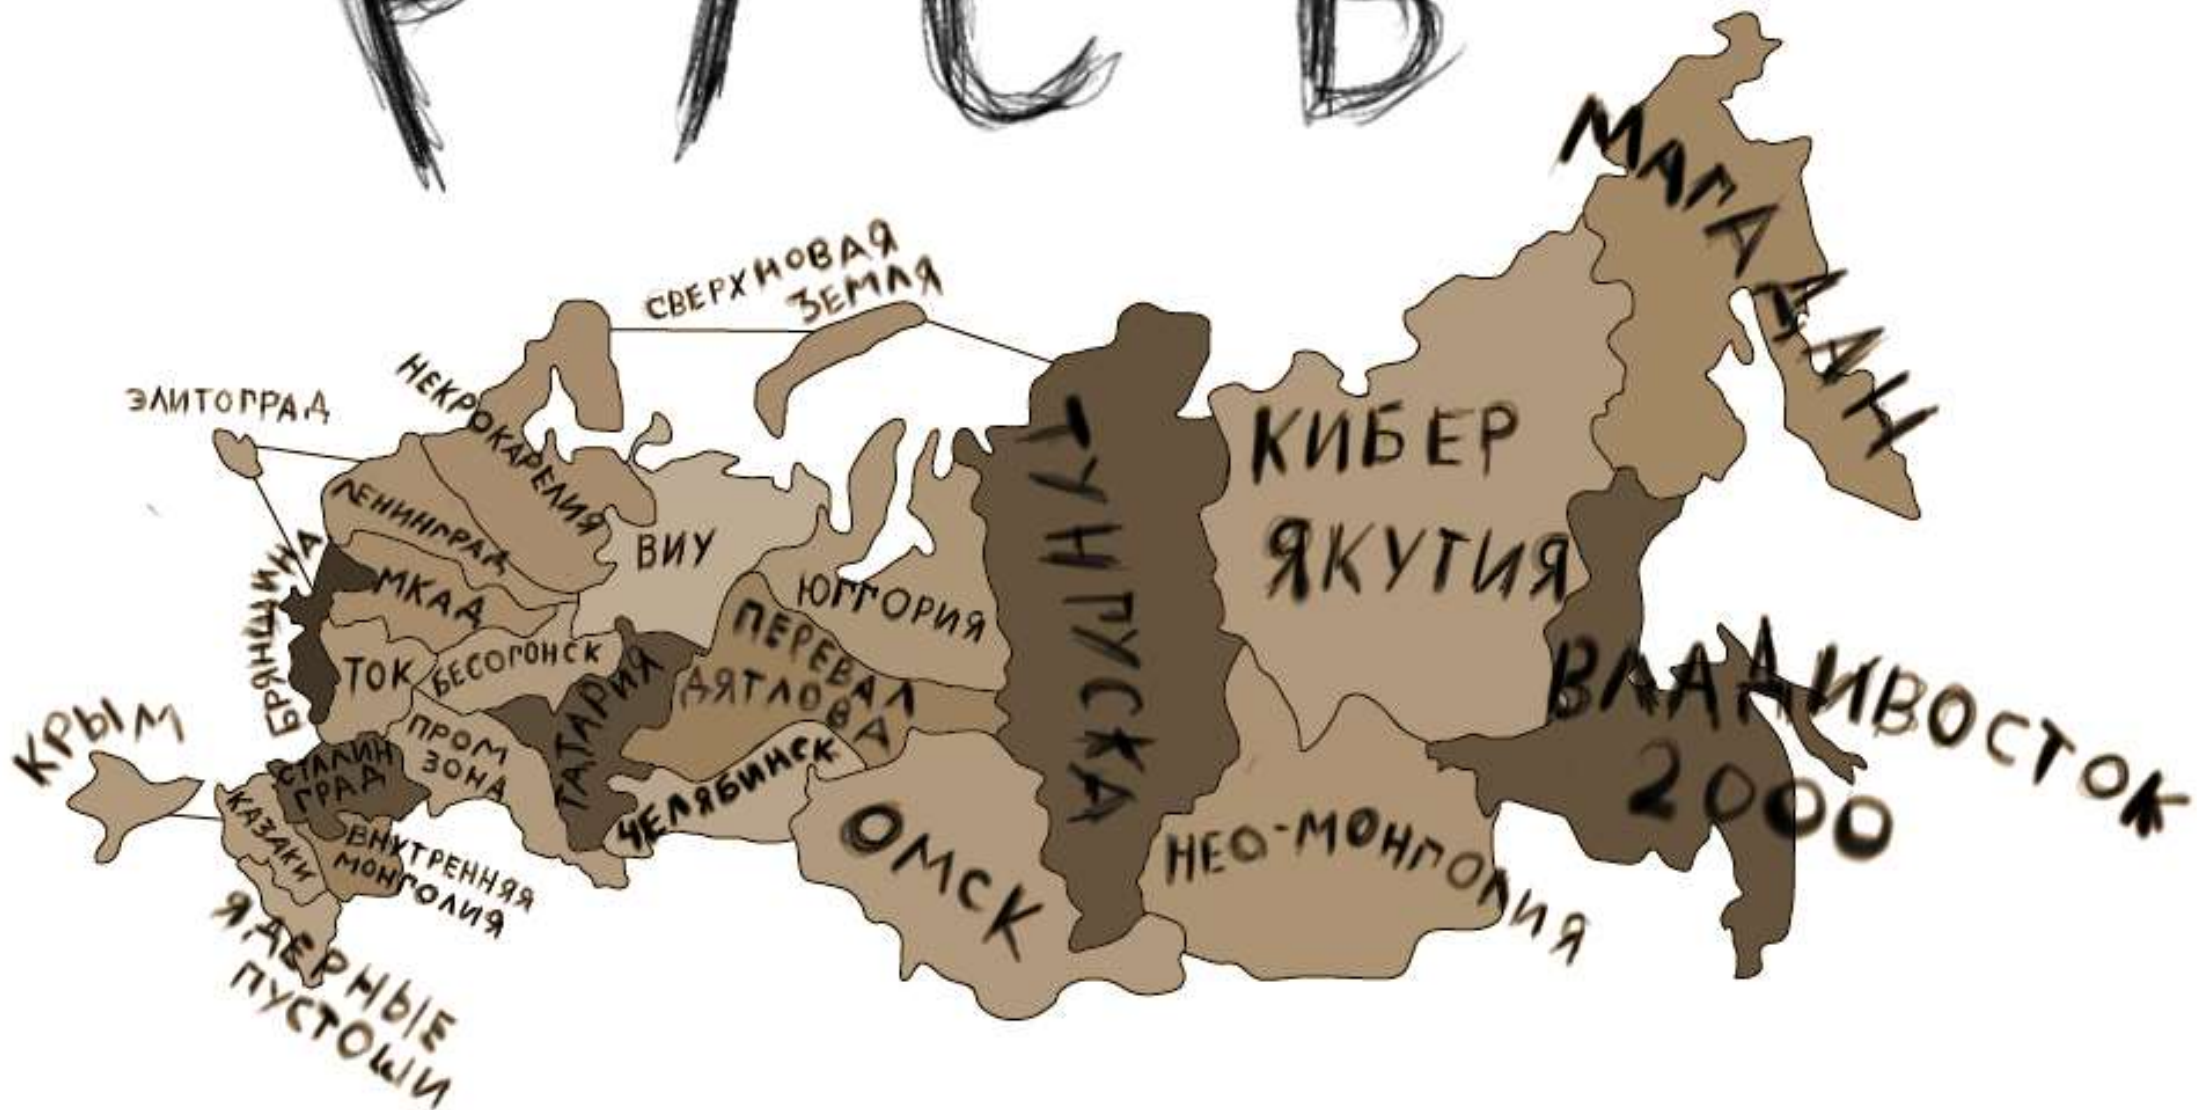 РУСЬ
МАГАДАН
СВЕРХНОВАЯ
ЗЕМЛЯ
НЕКРОКАРЕЛИЯ
ЭЛИТОГРАД
ЛЕНИНГРАД
ВИУ
КИБЕР
ЯКУТИЯ
ТУНГУСКА
БРЯНЩИНА
МКАД
ЮГГОРИЯ
ПЕРЕВАЛ
ДЯТЛОВА
ТОК
БЕСОГОНСК
ТАТАРИЯ
ВЛАДИВОСТОК
2000
КРЫМ
ПРОМ
ЗОНА
СТАЛИН
ГРАД
ЧЕЛЯБИНСК
КАЗАКИ
ВНУТРЕННЯЯ
МОНГОЛИЯ
ОМСК
НЕО-МОНГОЛИЯ
ЯДЕРНЫЕ
ПУСТОШИ